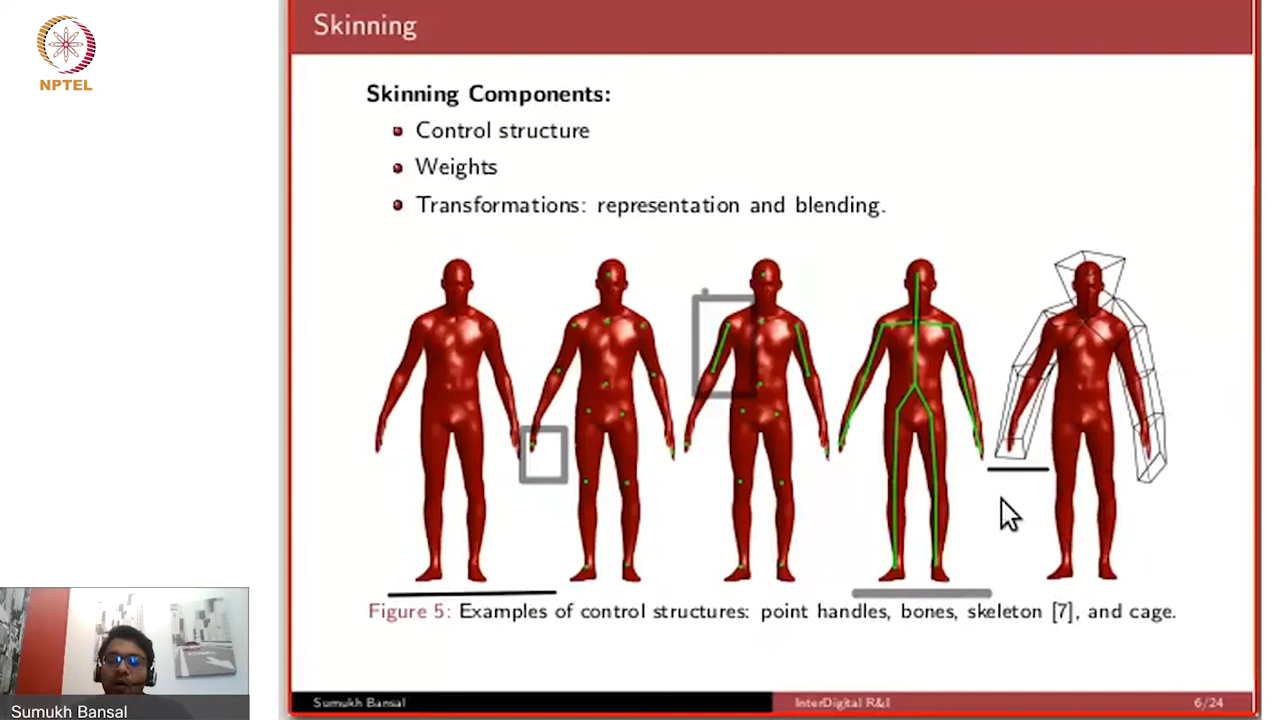 Skinning
NPTEL
Skinning Components:
Control structure
Weights
Transformations: representation and blending.
Figure 5: Examples of control structures: point handles, bones, skeleton [7], and cage.
Sumukh Bansal
Sumukh Bansal InterDigital R&I 6/24